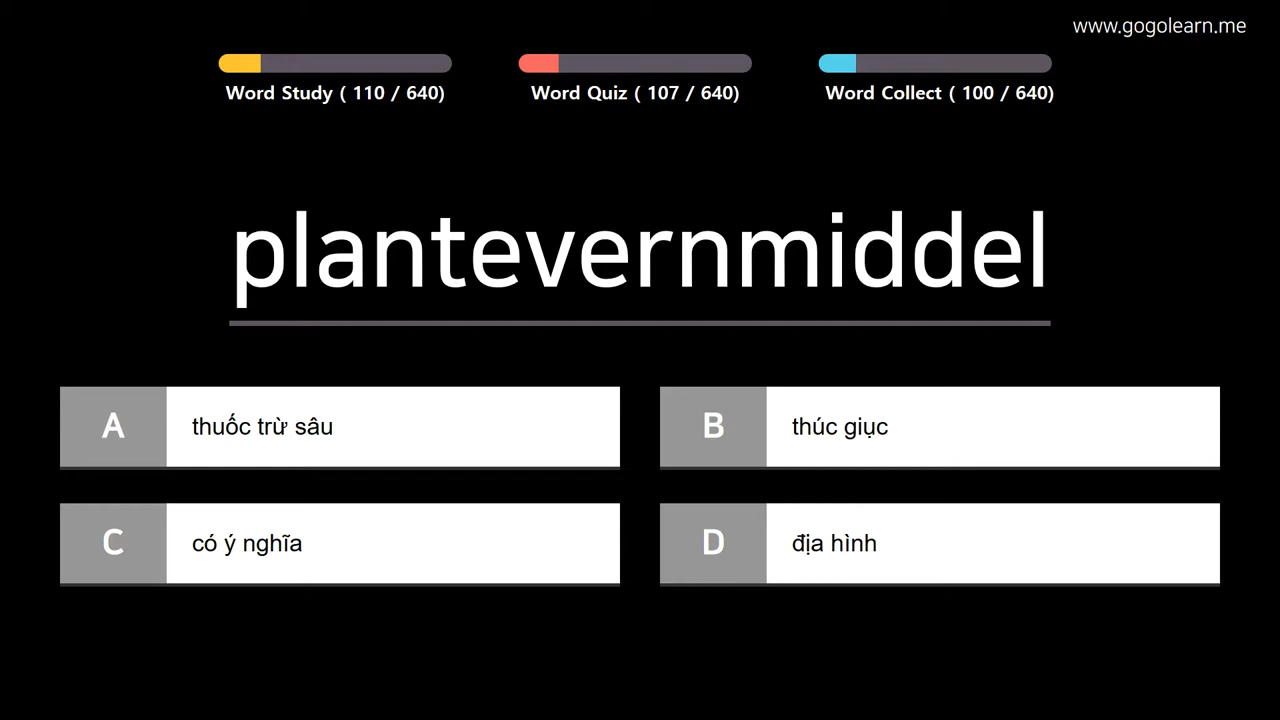 www.gogolearn.me
Word Study ( 110 / 640)
Word Quiz ( 107 / 640)
Word Collect ( 100 / 640)
plantevernmiddel
A thuốc trừ sâu
B thúc giục
C có ý nghĩa
D địa hình